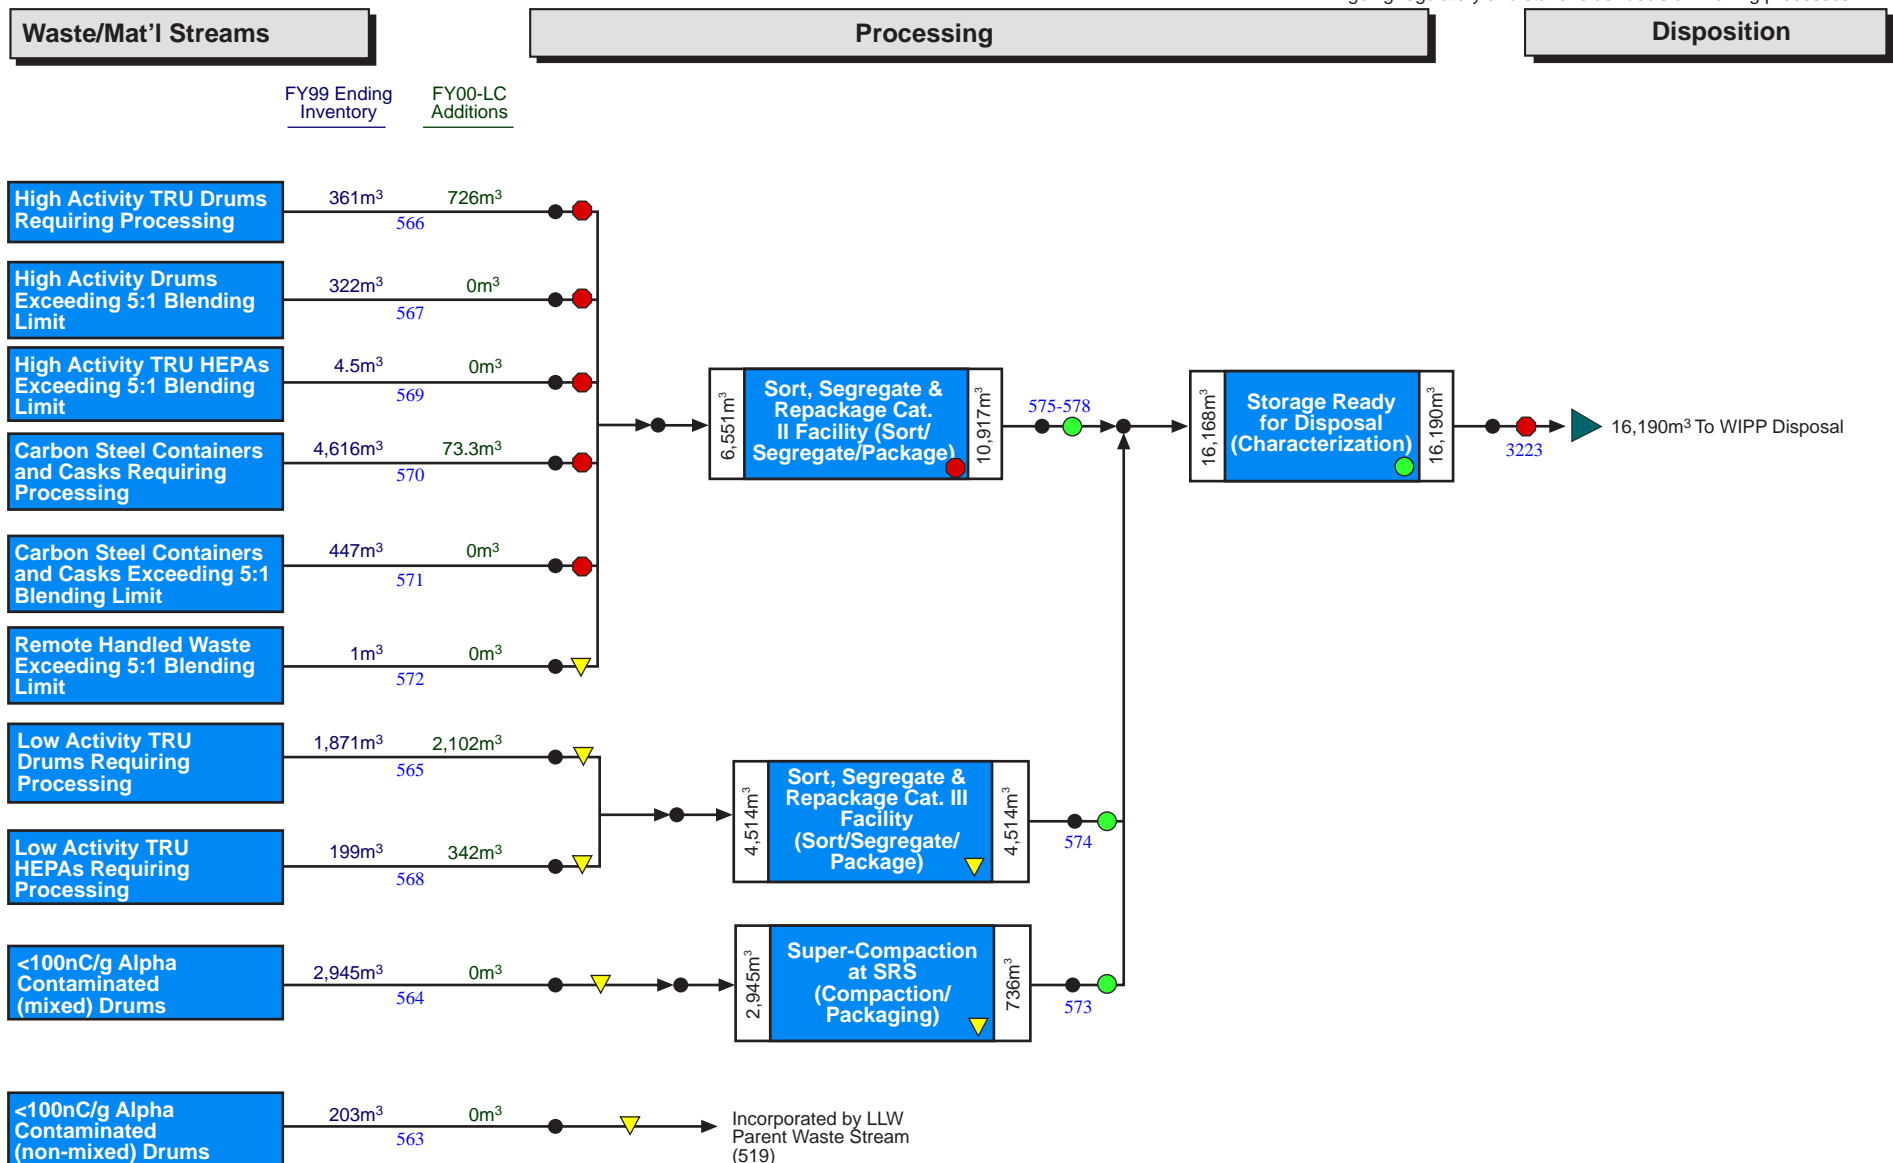 Waste/Mat'l Streams
Processing
Disposition
FY99 Ending
Inventory
FY00-LC
Additions
High Activity TRU Drums
Requiring Processing
361m³
726m³
566
High Activity Drums
Exceeding 5:1 Blending
Limit
322m³
0m³
567
High Activity TRU HEPAs
Exceeding 5:1 Blending
Limit
4.5m³
0m³
569
Carbon Steel Containers
and Casks Requiring
Processing
4,616m³
73.3m³
570
Carbon Steel Containers
and Casks Exceeding 5:1
Blending Limit
447m³
0m³
571
Remote Handled Waste
Exceeding 5:1 Blending
Limit
1m³
0m³
572
6,551m³
Sort, Segregate &
Repackage Cat.
II Facility (Sort/
Segregate/Package)
10,917m³
575-578
16,168m³
Storage Ready
for Disposal
(Characterization)
16,190m³
3223
16,190m³ To WIPP Disposal
Low Activity TRU
Drums Requiring
Processing
1,871m³
2,102m³
565
Low Activity TRU
HEPAs Requiring
Processing
199m³
342m³
568
4,514m³
Sort, Segregate &
Repackage Cat. III
Facility
(Sort/Segregate/
Package)
4,514m³
574
<100nC/g Alpha
Contaminated
(mixed) Drums
2,945m³
0m³
564
2,945m³
Super-Compaction
at SRS
(Compaction/
Packaging)
736m³
573
<100nC/g Alpha
Contaminated
(non-mixed) Drums
203m³
0m³
563
Incorporated by LLW
Parent Waste Stream
(519)